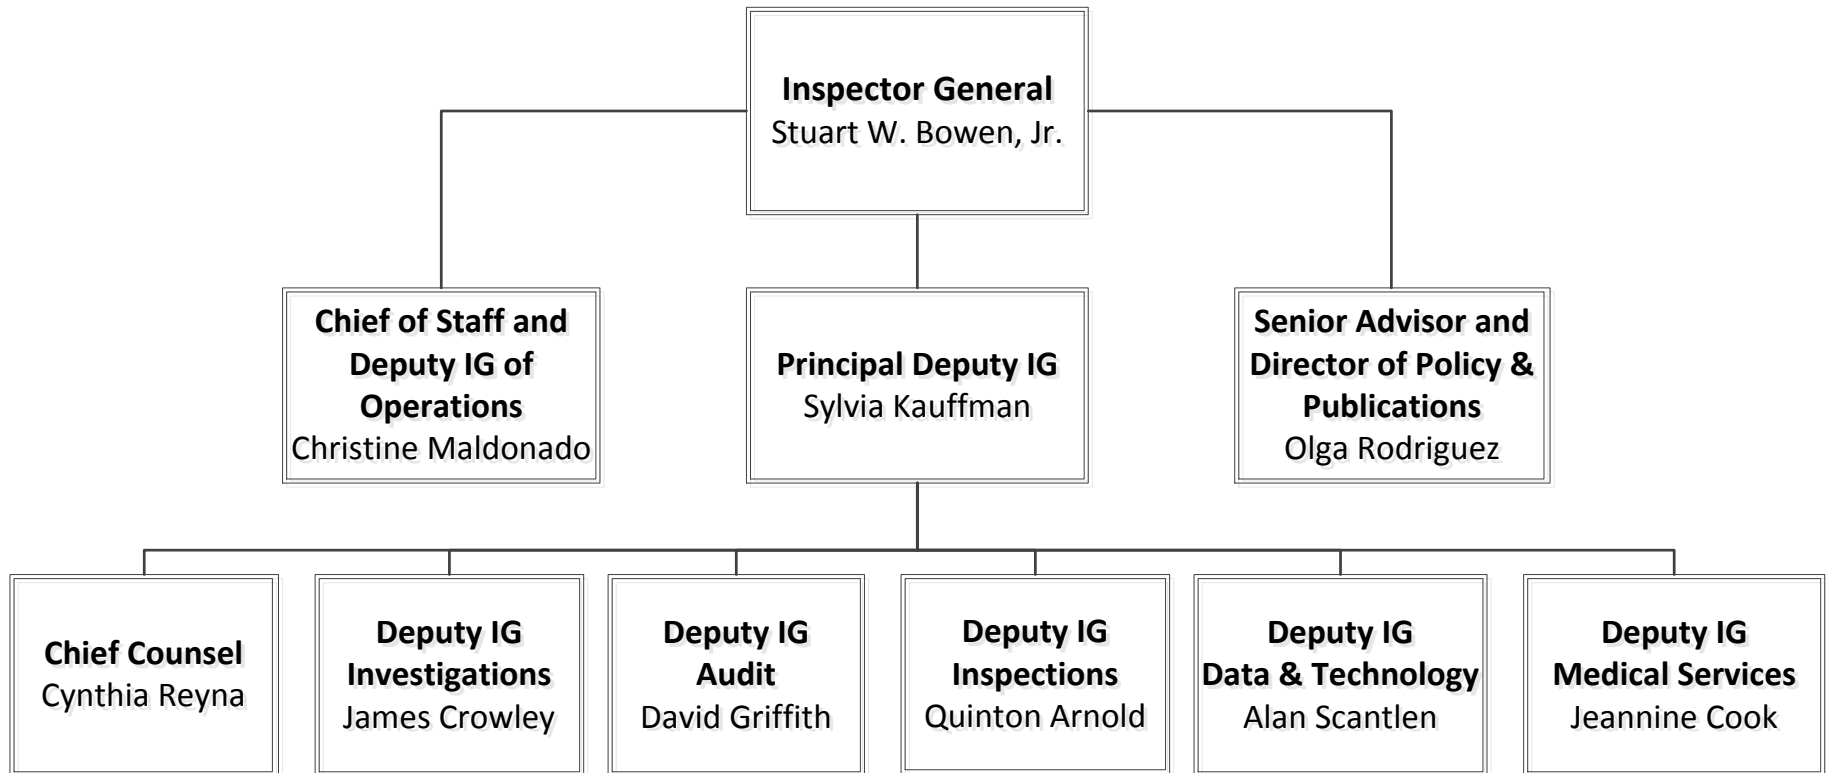 Inspector General
Stuart W. Bowen, Jr.
Chief of Staff and
Deputy IG of
Operations
Christine Maldonado
Principal Deputy IG
Sylvia Kauffman
Senior Advisor and
Director of Policy &
Publications
Olga Rodriguez
Chief Counsel
Cynthia Reyna
Deputy IG
Investigations
James Crowley
Deputy IG
Audit
David Griffith
Deputy IG
Inspections
Quinton Arnold
Deputy IG
Data & Technology
Alan Scantlen
Deputy IG
Medical Services
Jeannine Cook